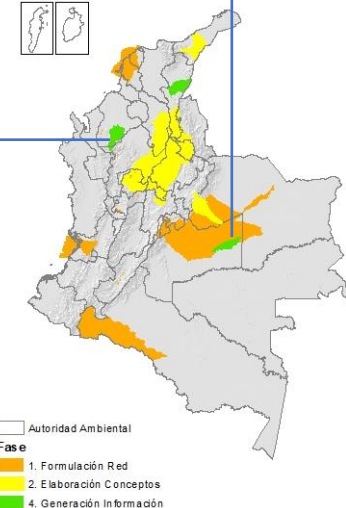 Autoridad Ambiental
Fase
1. Formulación Red
2. Elaboración Conceptos
4. Generación Información